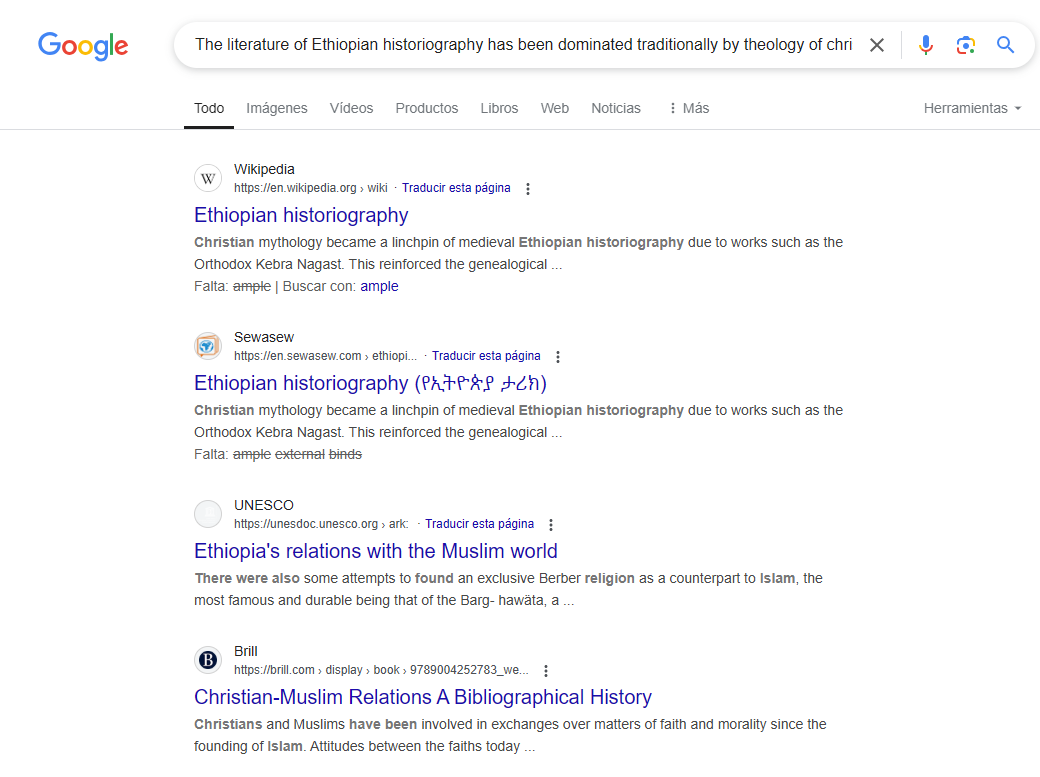 Google
The literature of Ethiopian historiography has been dominated traditionally by theology of chri
Todo Imágenes Vídeos Productos Libros Web Noticias Más Herramientas
Wikipedia
https://en.wikipedia.org › wiki · Traducir esta página
Ethiopian historiography
Christian mythology became a linchpin of medieval Ethiopian historiography due to works such as the
Orthodox Kebra Nagast. This reinforced the genealogical ...
Falta: ample | Buscar con: ample
Sewasew
https://en.sewasew.com › ethiopi... · Traducir esta página
Ethiopian historiography (የኢትዮጵያ ታሪክ)
Christian mythology became a linchpin of medieval Ethiopian historiography due to works such as the
Orthodox Kebra Nagast. This reinforced the genealogical ...
Falta: ample external binds
UNESCO
https://unesdoc.unesco.org › ark: · Traducir esta página
Ethiopia's relations with the Muslim world
There were also some attempts to found an exclusive Berber religion as a counterpart to Islam, the
most famous and durable being that of the Barg- hawäta, a ...
Brill
https://brill.com › display › book › 9789004252783_we...
Christian-Muslim Relations A Bibliographical History
Christians and Muslims have been involved in exchanges over matters of faith and morality since the
founding of Islam. Attitudes between the faiths today ...